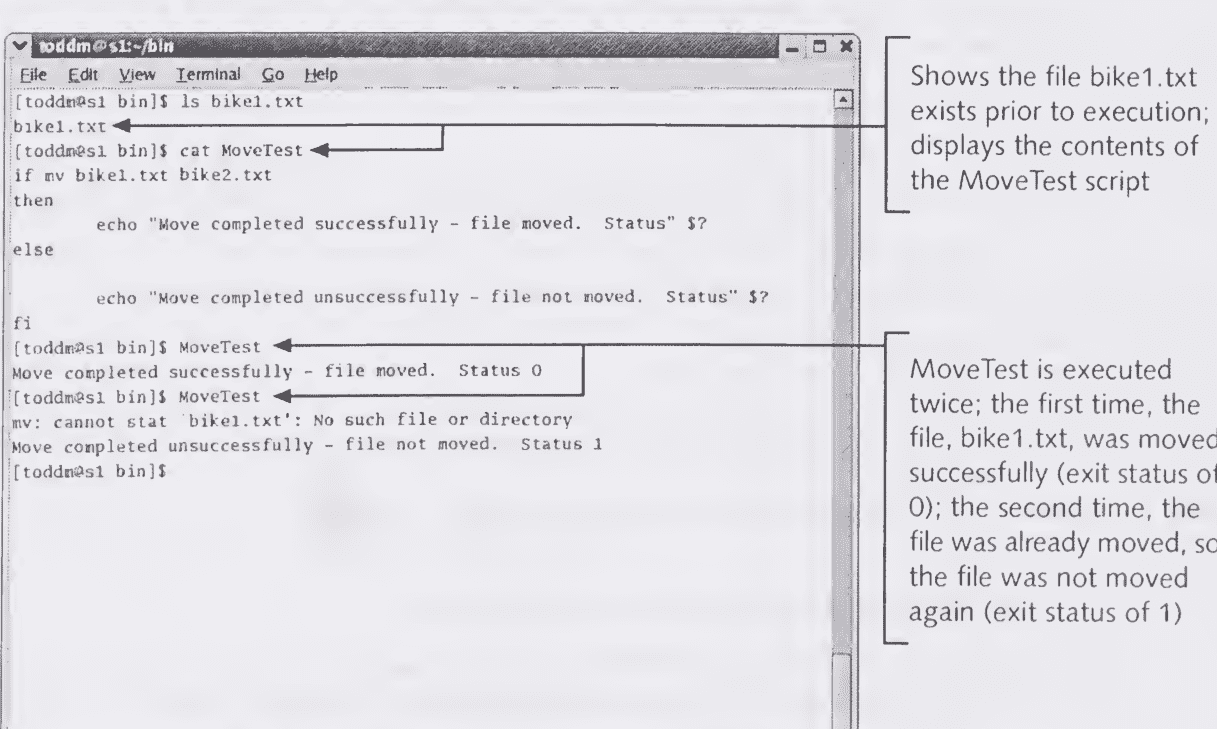 toddm@s1:~/bin
File Edit View Terminal Go Help
[toddm@s1 bin]$ ls bike1.txt
bike1.txt
[toddm@s1 bin]$ cat MoveTest
if mv bike1.txt bike2.txt
then
echo "Move completed successfully - file moved.  Status" $?
else
echo "Move completed unsuccessfully - file not moved.  Status" $?
fi
[toddm@s1 bin]$ MoveTest
Move completed successfully - file moved.  Status 0
[toddm@s1 bin]$ MoveTest
mv: cannot stat `bike1.txt': No such file or directory
Move completed unsuccessfully - file not moved.  Status 1
[toddm@s1 bin]$
Shows the file bike1.txt
exists prior to execution;
displays the contents of
the MoveTest script
MoveTest is executed
twice; the first time, the
file, bike1.txt, was moved
successfully (exit status of
0); the second time, the
file was already moved, so
the file was not moved
again (exit status of 1)